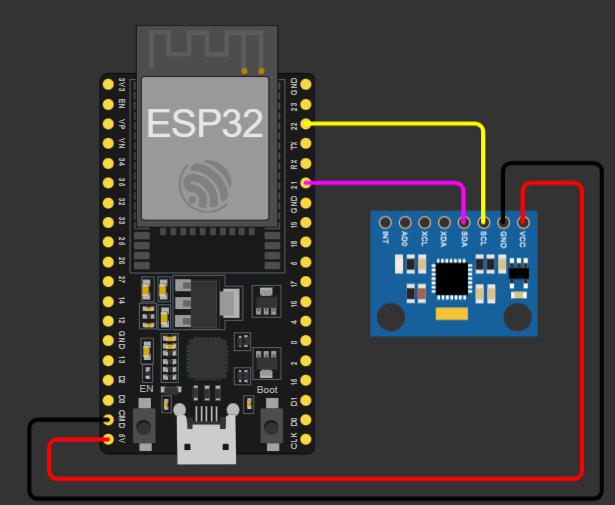 ESP32
3V3
EN
VP
VN
34
35
32
33
25
26
27
14
12
GND
13
D2
D3
CMD
5V
GND
23
22
TX
RX
21
GND
19
18
5
17
16
4
0
2
15
D1
D0
CLK
EN
Boot
INT
AD0
XCL
XDA
SDA
SCL
GND
VCC